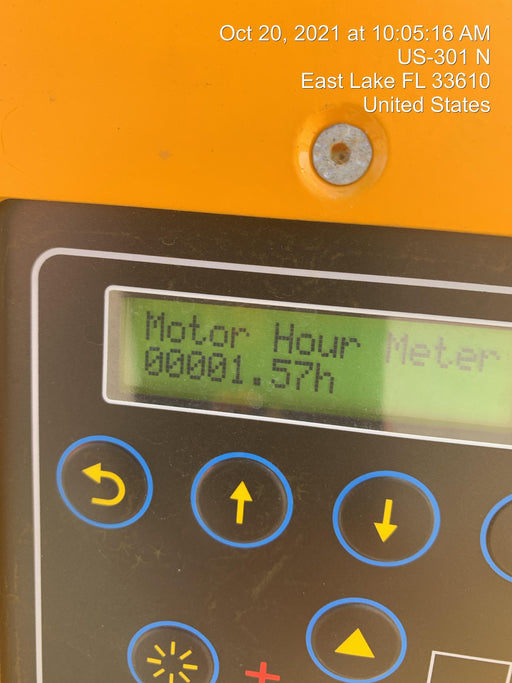 Oct 20, 2021 at 10:05:16 AM
US-301 N
East Lake FL 33610
United States
Motor Hour Meter
00001.57h